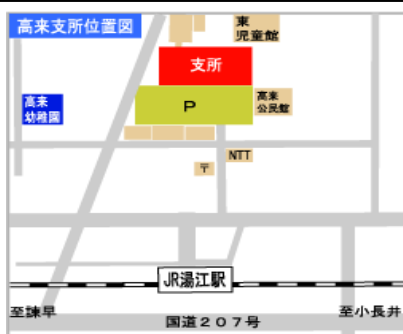 高来支所位置図
東
児童館
支所
高来
幼稚園
P
高来
公民館
NTT
〒
JR湯江駅
至諫早
至小長井
国道207号